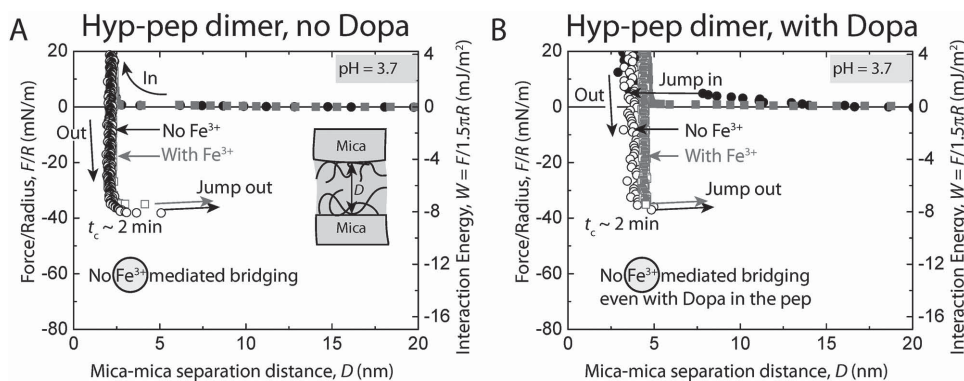 A
Hyp-pep dimer, no Dopa
Force/Radius, F/R (mN/m)
20
0
-20
-40
-60
-80
In
Out
pH = 3.7
No Fe³⁺
With Fe³⁺
Jump out
t_c ~ 2 min
Mica
D
Mica
No Fe³⁺ mediated bridging
0
5
10
15
20
Mica-mica separation distance, D (nm)
4
0
-4
-8
-12
-16
Interaction Energy, W = F/1.5πR (mJ/m²)
B
Hyp-pep dimer, with Dopa
Force/Radius, F/R (mN/m)
20
0
-20
-40
-60
-80
Out
Jump in
pH = 3.7
No Fe³⁺
With Fe³⁺
Jump out
t_c ~ 2 min
No Fe³⁺ mediated bridging
even with Dopa in the pep
0
5
10
15
20
Mica-mica separation distance, D (nm)
4
0
-4
-8
-12
-16
Interaction Energy, W = F/1.5πR (mJ/m²)